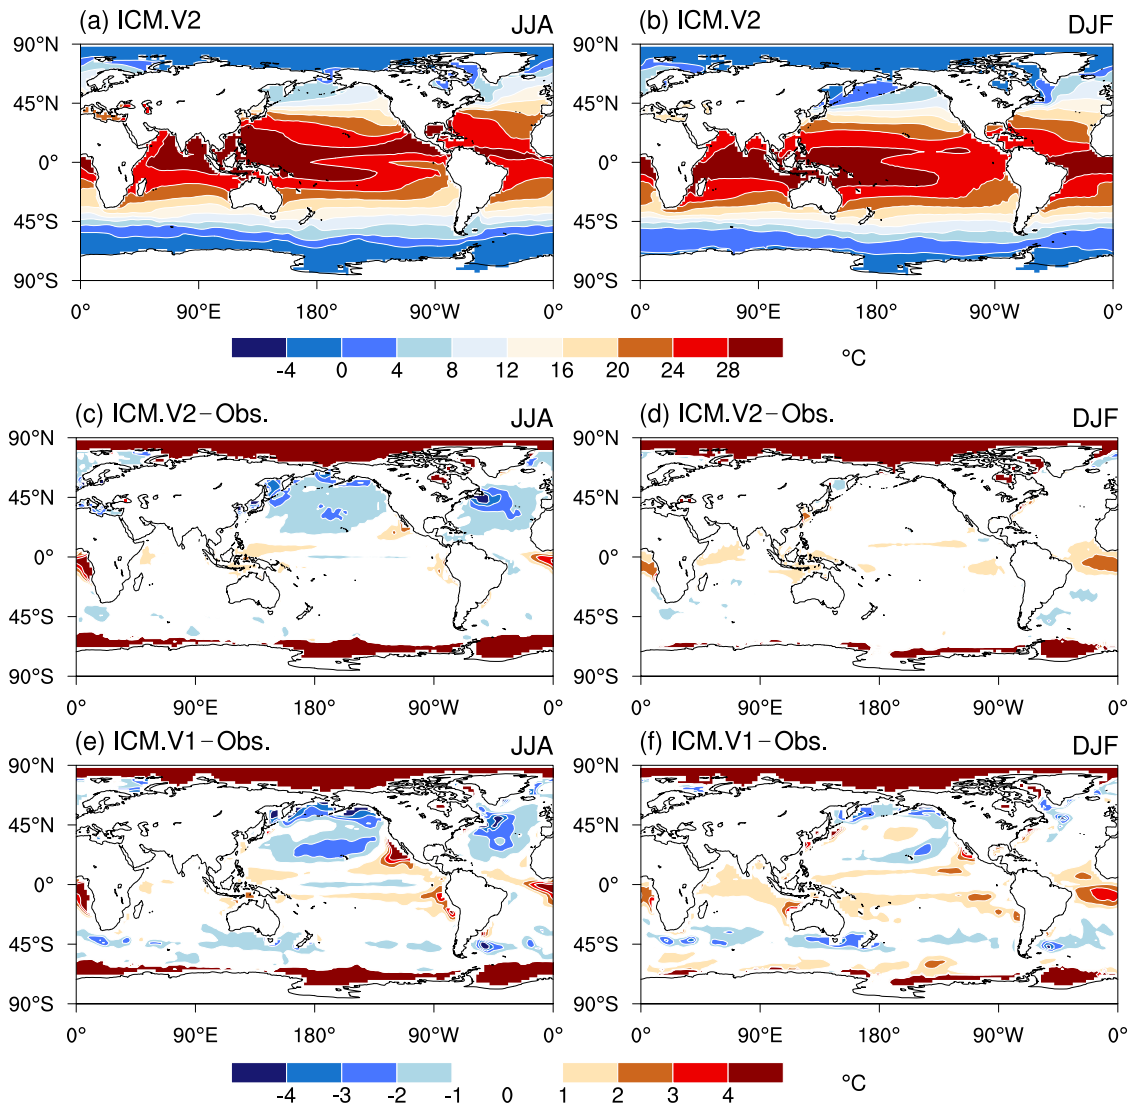 (a) ICM.V2 JJA
(b) ICM.V2 DJF
90°N 90°N
45°N 45°N
0° 0°
45°S 45°S
90°S 90°S
0° 90°E 180° 90°W 0° 0° 90°E 180° 90°W 0°
-4 0 4 8 12 16 20 24 28 °C
(c) ICM.V2−Obs. JJA
(d) ICM.V2−Obs. DJF
90°N 90°N
45°N 45°N
0° 0°
45°S 45°S
90°S 90°S
0° 90°E 180° 90°W 0° 0° 90°E 180° 90°W 0°
(e) ICM.V1−Obs. JJA
(f) ICM.V1−Obs. DJF
90°N 90°N
45°N 45°N
0° 0°
45°S 45°S
90°S 90°S
0° 90°E 180° 90°W 0° 0° 90°E 180° 90°W 0°
-4 -3 -2 -1 0 1 2 3 4 °C